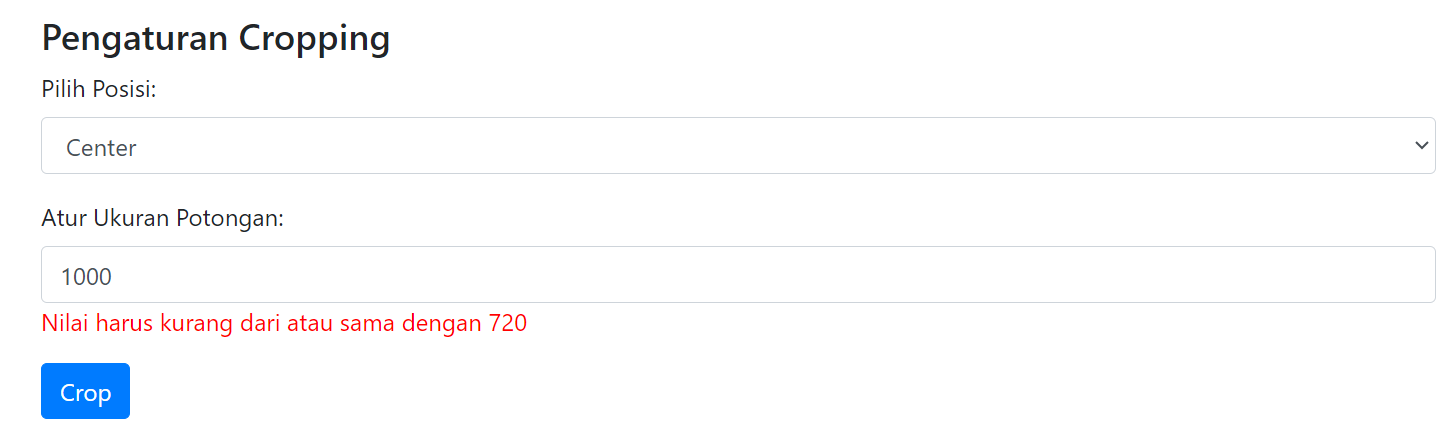 Pengaturan Cropping
Pilih Posisi:
Center
Atur Ukuran Potongan:
1000
Nilai harus kurang dari atau sama dengan 720
Crop